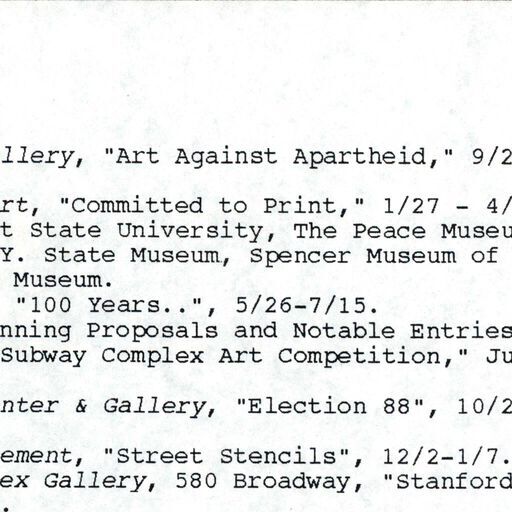 llery, "Art Against Apartheid," 9/2
rt, "Committed to Print," 1/27 - 4/
t State University, The Peace Museu
Y. State Museum, Spencer Museum of
Museum.
"100 Years..", 5/26-7/15.
nning Proposals and Notable Entries
Subway Complex Art Competition," Ju
nter & Gallery, "Election 88", 10/2
ement, "Street Stencils", 12/2-1/7.
ex Gallery, 580 Broadway, "Stanford
.